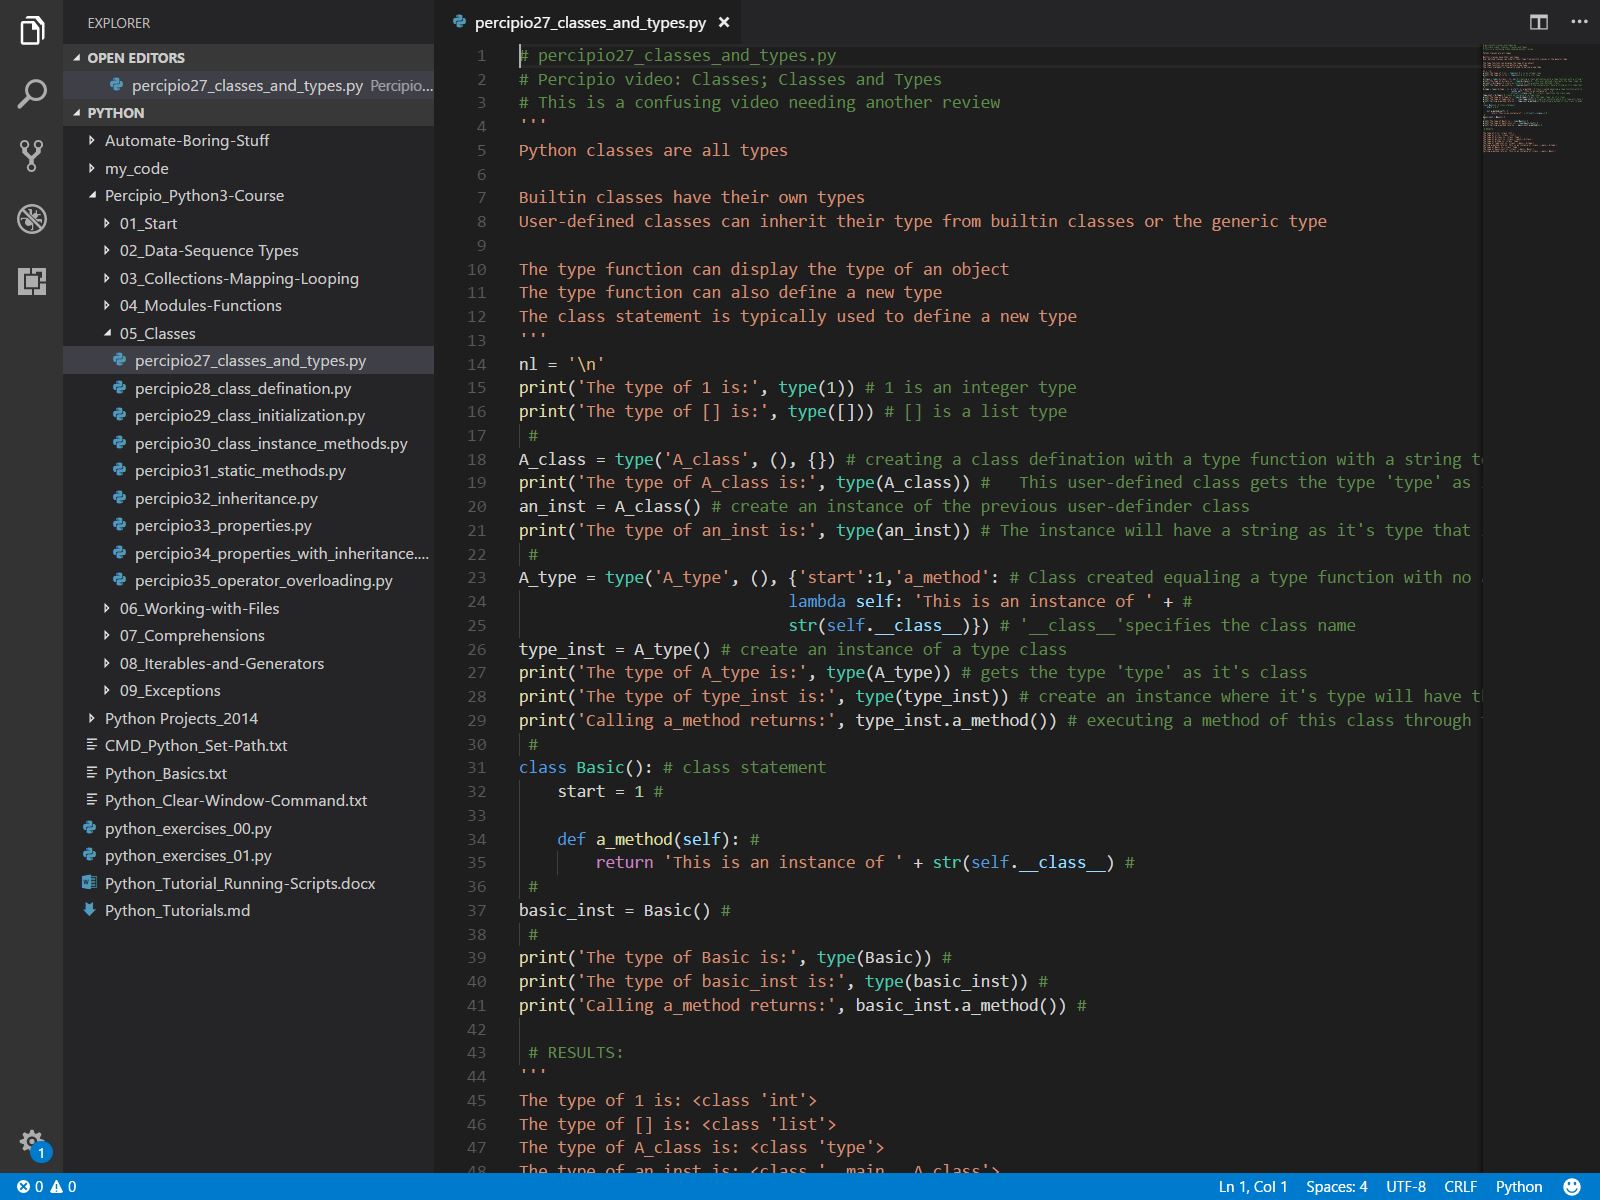 EXPLORER
OPEN EDITORS
percipio27_classes_and_types.py Percipio...
PYTHON
Automate-Boring-Stuff
my_code
Percipio_Python3-Course
01_Start
02_Data-Sequence Types
03_Collections-Mapping-Looping
04_Modules-Functions
05_Classes
percipio27_classes_and_types.py
percipio28_class_defination.py
percipio29_class_initialization.py
percipio30_class_instance_methods.py
percipio31_static_methods.py
percipio32_inheritance.py
percipio33_properties.py
percipio34_properties_with_inheritance....
percipio35_operator_overloading.py
06_Working-with-Files
07_Comprehensions
08_Iterables-and-Generators
09_Exceptions
Python Projects_2014
CMD_Python_Set-Path.txt
Python_Basics.txt
Python_Clear-Window-Command.txt
python_exercises_00.py
python_exercises_01.py
Python_Tutorial_Running-Scripts.docx
Python_Tutorials.md
1
percipio27_classes_and_types.py ×
1 # percipio27_classes_and_types.py
2 # Percipio video: Classes; Classes and Types
3 # This is a confusing video needing another review
4 '''
5 Python classes are all types
6
7 Builtin classes have their own types
8 User-defined classes can inherit their type from builtin classes or the generic type
9
10 The type function can display the type of an object
11 The type function can also define a new type
12 The class statement is typically used to define a new type
13 '''
14 nl = '\n'
15 print('The type of 1 is:', type(1)) # 1 is an integer type
16 print('The type of [] is:', type([])) # [] is a list type
17  #
18 A_class = type('A_class', (), {}) # creating a class defination with a type function with a string t
19 print('The type of A_class is:', type(A_class)) #   This user-defined class gets the type 'type' as
20 an_inst = A_class() # create an instance of the previous user-definder class
21 print('The type of an_inst is:', type(an_inst)) # The instance will have a string as it's type that
22  #
23 A_type = type('A_type', (), {'start':1,'a_method': # Class created equaling a type function with no
24                             lambda self: 'This is an instance of ' + #
25                             str(self.__class__)}) # '__class__'specifies the class name
26 type_inst = A_type() # create an instance of a type class
27 print('The type of A_type is:', type(A_type)) # gets the type 'type' as it's class
28 print('The type of type_inst is:', type(type_inst)) # create an instance where it's type will have t
29 print('Calling a_method returns:', type_inst.a_method()) # executing a method of this class through
30  #
31 class Basic(): # class statement
32     start = 1 #
33
34     def a_method(self): #
35         return 'This is an instance of ' + str(self.__class__) #
36  #
37 basic_inst = Basic() #
38  #
39 print('The type of Basic is:', type(Basic)) #
40 print('The type of basic_inst is:', type(basic_inst)) #
41 print('Calling a_method returns:', basic_inst.a_method()) #
42
43  # RESULTS:
44 '''
45 The type of 1 is: <class 'int'>
46 The type of [] is: <class 'list'>
47 The type of A_class is: <class 'type'>
48 The type of an_inst is: <class '__main__.A_class'>
0 0 Ln 1, Col 1 Spaces: 4 UTF-8 CRLF Python